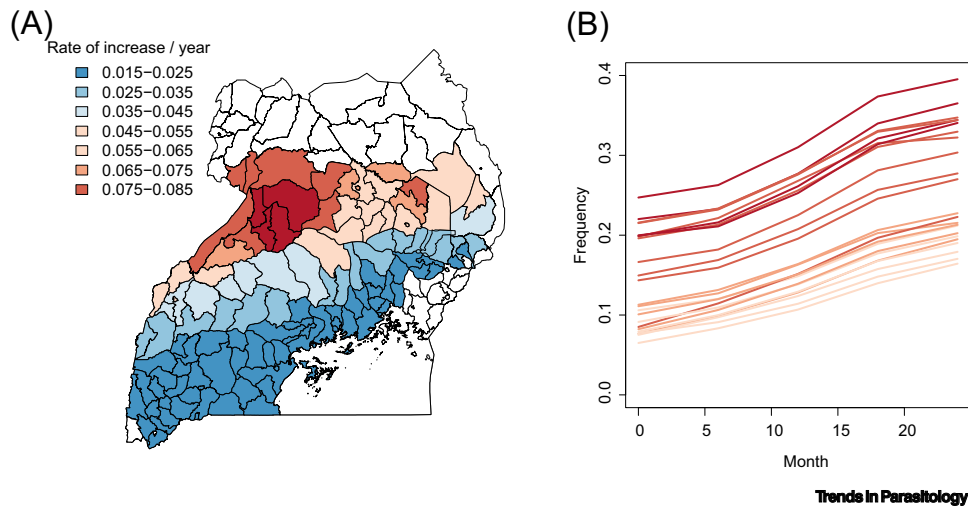 (A)
Rate of increase / year
0.015–0.025
0.025–0.035
0.035–0.045
0.045–0.055
0.055–0.065
0.065–0.075
0.075–0.085
(B)
Frequency
0.4
0.3
0.2
0.1
0.0
0 5 10 15 20
Month
Trends in Parasitology